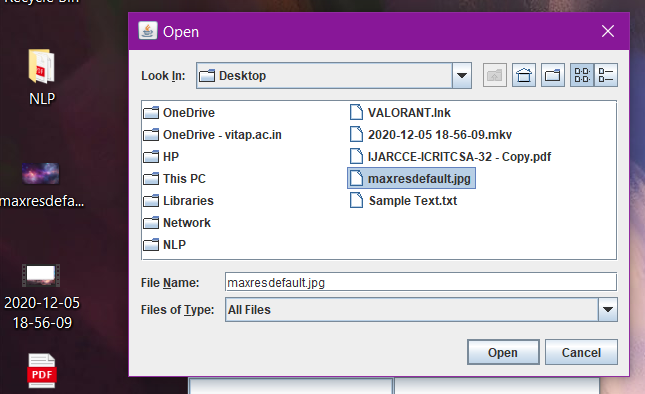 Recycle Bin
Open
Look In: Desktop
NLP
OneDrive VALORANT.lnk
OneDrive - vitap.ac.in 2020-12-05 18-56-09.mkv
HP IJARCCE-ICRITCSA-32 - Copy.pdf
This PC maxresdefault.jpg
maxresdefa...
Libraries Sample Text.txt
Network
NLP
File Name: maxresdefault.jpg
2020-12-05
18-56-09
Files of Type: All Files
Open Cancel
PDF